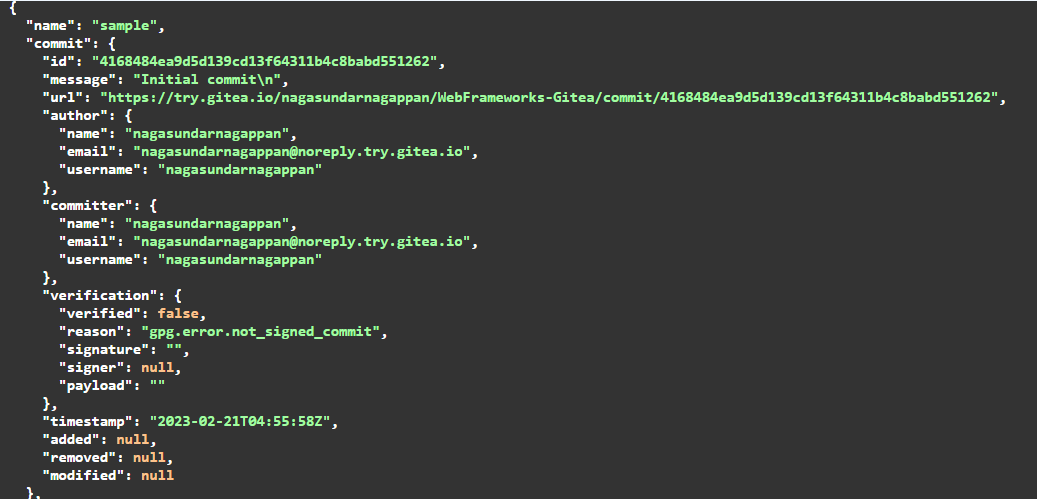 {
"name": "sample",
"commit": {
"id": "4168484ea9d5d139cd13f64311b4c8babd551262",
"message": "Initial commit\n",
"url": "https://try.gitea.io/nagasundarnagappan/WebFrameworks-Gitea/commit/4168484ea9d5d139cd13f64311b4c8babd551262",
"author": {
"name": "nagasundarnagappan",
"email": "nagasundarnagappan@noreply.try.gitea.io",
"username": "nagasundarnagappan"
},
"committer": {
"name": "nagasundarnagappan",
"email": "nagasundarnagappan@noreply.try.gitea.io",
"username": "nagasundarnagappan"
},
"verification": {
"verified": false,
"reason": "gpg.error.not_signed_commit",
"signature": "",
"signer": null,
"payload": ""
},
"timestamp": "2023-02-21T04:55:58Z",
"added": null,
"removed": null,
"modified": null
},